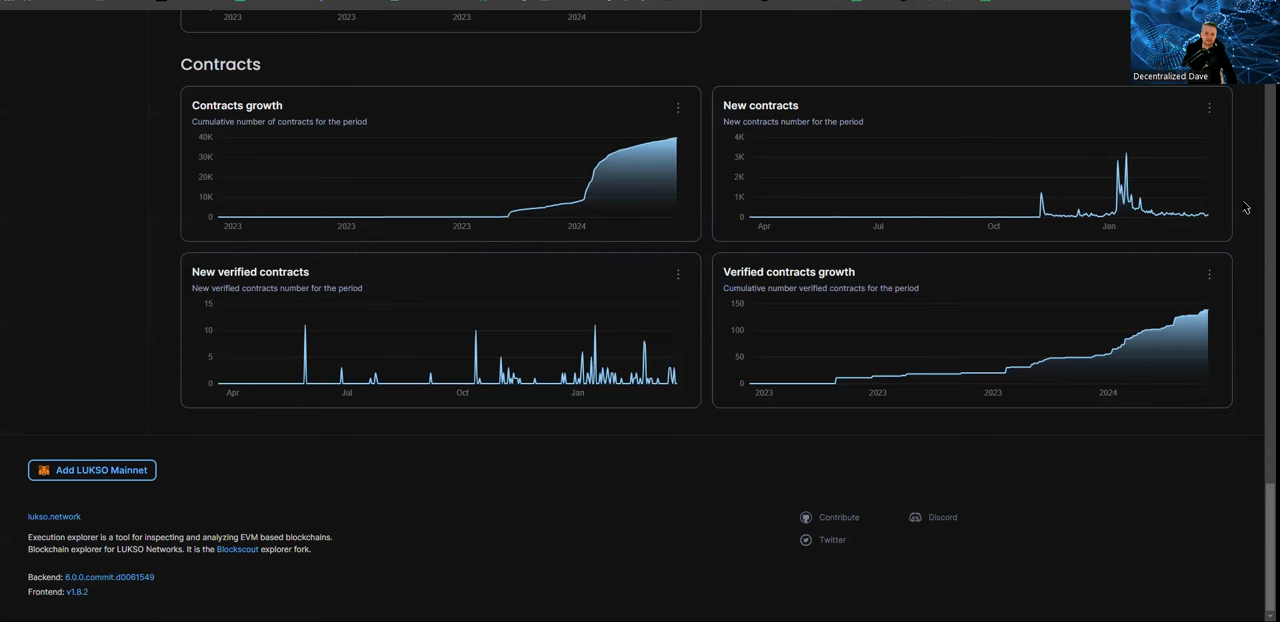 2023
2023
2023
2024
Decentralized Dave
Contracts
Contracts growth
Cumulative number of contracts for the period
40K
30K
20K
10K
0
2023
2023
2023
2024
New contracts
New contracts number for the period
4K
3K
2K
1K
0
Apr
Jul
Oct
Jan
New verified contracts
New verified contracts number for the period
15
10
5
0
Apr
Jul
Oct
Jan
Verified contracts growth
Cumulative number verified contracts for the period
150
100
50
0
2023
2023
2023
2024
Add LUKSO Mainnet
lukso.network
Execution explorer is a tool for inspecting and analyzing EVM based blockchains.
Blockchain explorer for LUKSO Networks. It is the Blockscout explorer fork.
Backend: 6.0.0.commit.d0061549
Frontend: v1.8.2
Contribute
Discord
Twitter